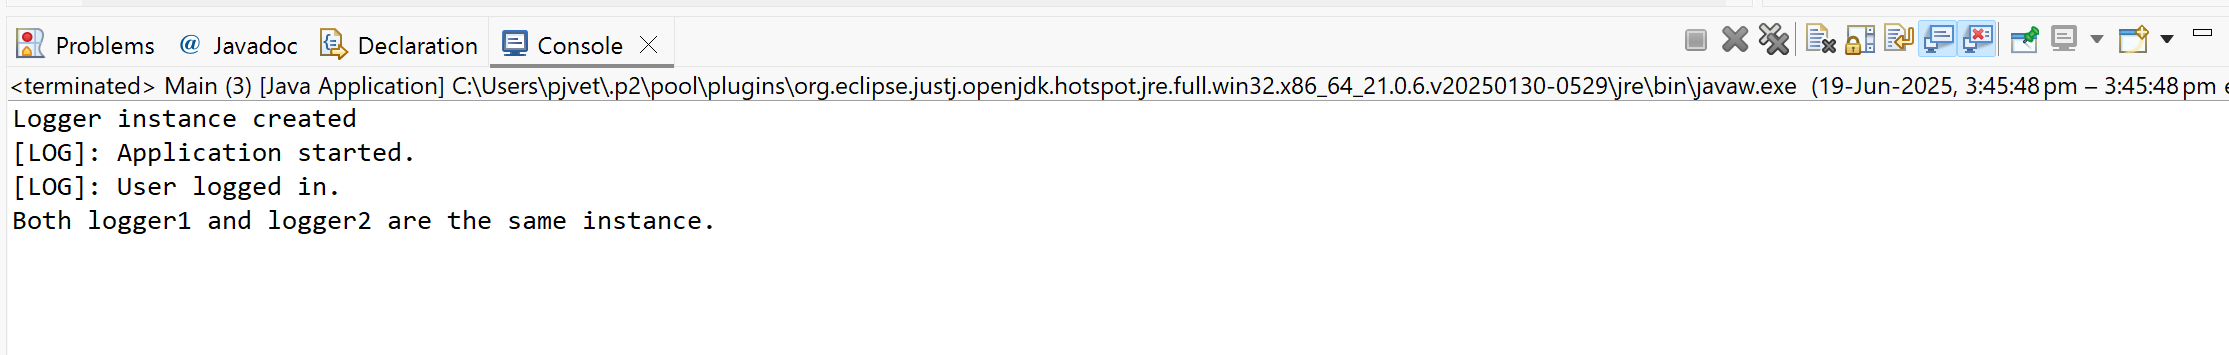 Problems @ Javadoc Declaration Console
<terminated> Main (3) [Java Application] C:\Users\pjvet\.p2\pool\plugins\org.eclipse.justj.openjdk.hotspot.jre.full.win32.x86_64_21.0.6.v20250130-0529\jre\bin\javaw.exe (19-Jun-2025, 3:45:48 pm – 3:45:48 pm e
Logger instance created
[LOG]: Application started.
[LOG]: User logged in.
Both logger1 and logger2 are the same instance.